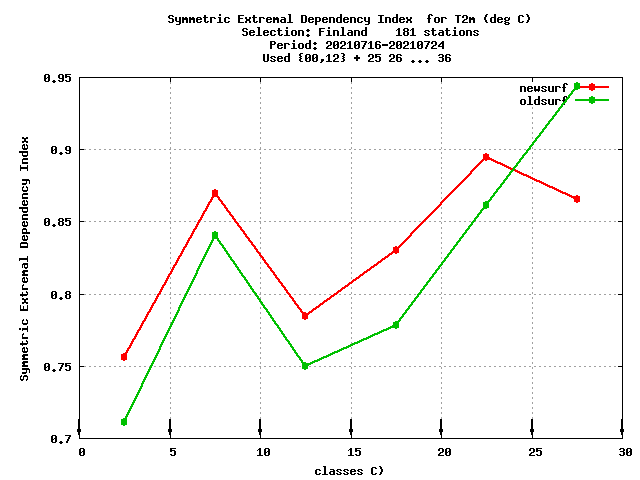 Symmetric Extremal Dependency Index  for T2m (deg C)
Selection: Finland    181 stations
Period: 20210716-20210724
Used {00,12} + 25 26 ... 36
newsurf
oldsurf
Symmetric Extremal Dependency Index
0.95
0.9
0.85
0.8
0.75
0.7
0 5 10 15 20 25 30
classes C)